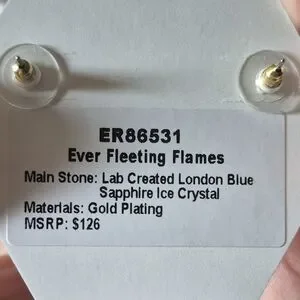 ER86531
Ever Fleeting Flames
Main Stone: Lab Created London Blue
Sapphire Ice Crystal
Materials: Gold Plating
MSRP: $126